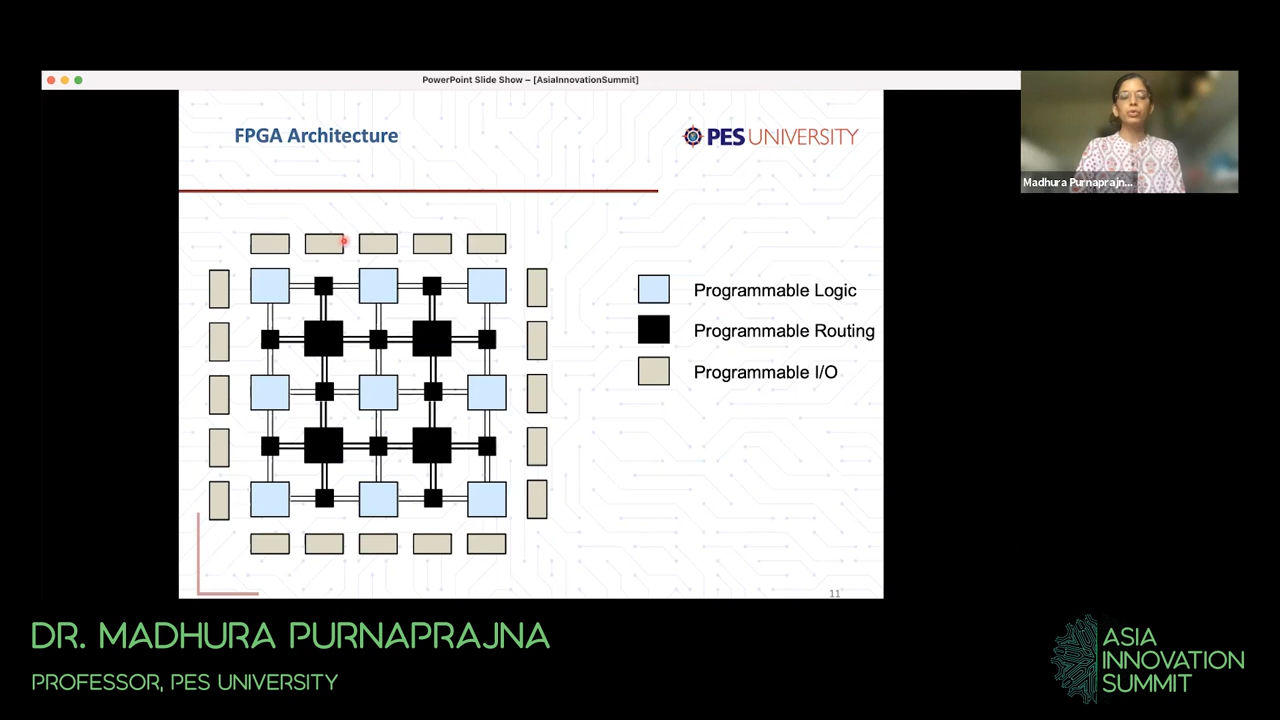 PowerPoint Slide Show – [AsiaInnovationSummit]
FPGA Architecture
PES UNIVERSITY
Madhura Purnaprajn...
Programmable Logic
Programmable Routing
Programmable I/O
11
DR. MADHURA PURNAPRAJNA
PROFESSOR, PES UNIVERSITY
ASIA
INNOVATION
SUMMIT